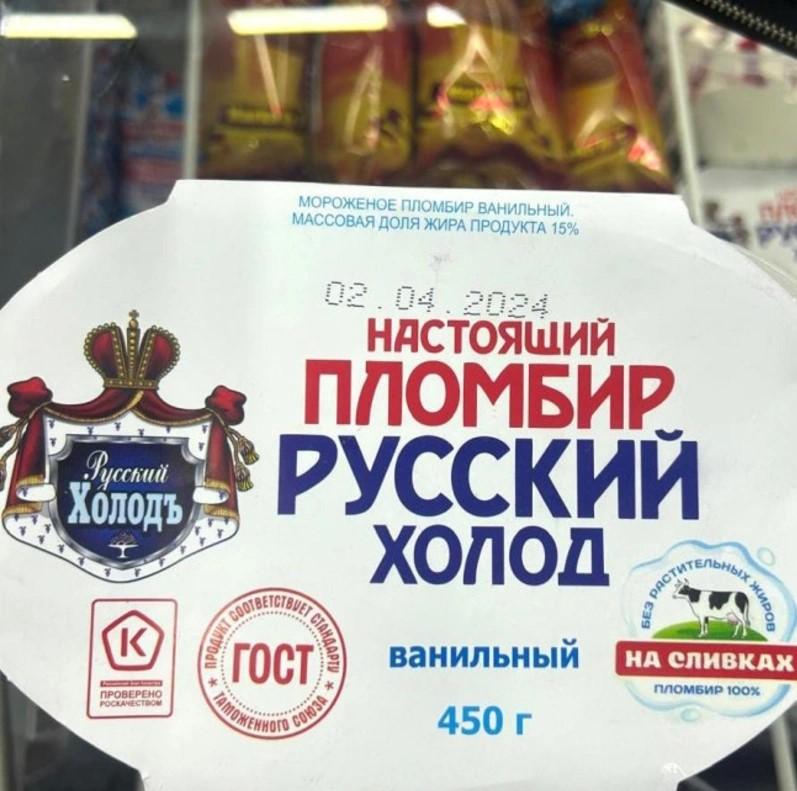 МОРОЖЕНОЕ ПЛОМБИР ВАНИЛЬНЫЙ.
МАССОВАЯ ДОЛЯ ЖИРА ПРОДУКТА 15%
02.04.2024
НАСТОЯЩИЙ
ПЛОМБИР
РУССКИЙ
ХОЛОД
Русский
Холодъ
БЕЗ РАСТИТЕЛЬНЫХ ЖИРОВ
НА СЛИВКАХ
ПЛОМБИР 100%
К
ПРОВЕРЕНО
РОСКАЧЕСТВОМ
ПРОДУКТ СООТВЕТСТВУЕТ СТАНДАРТУ
ГОСТ
ТАМОЖЕННОГО СОЮЗА
ванильный
450 г